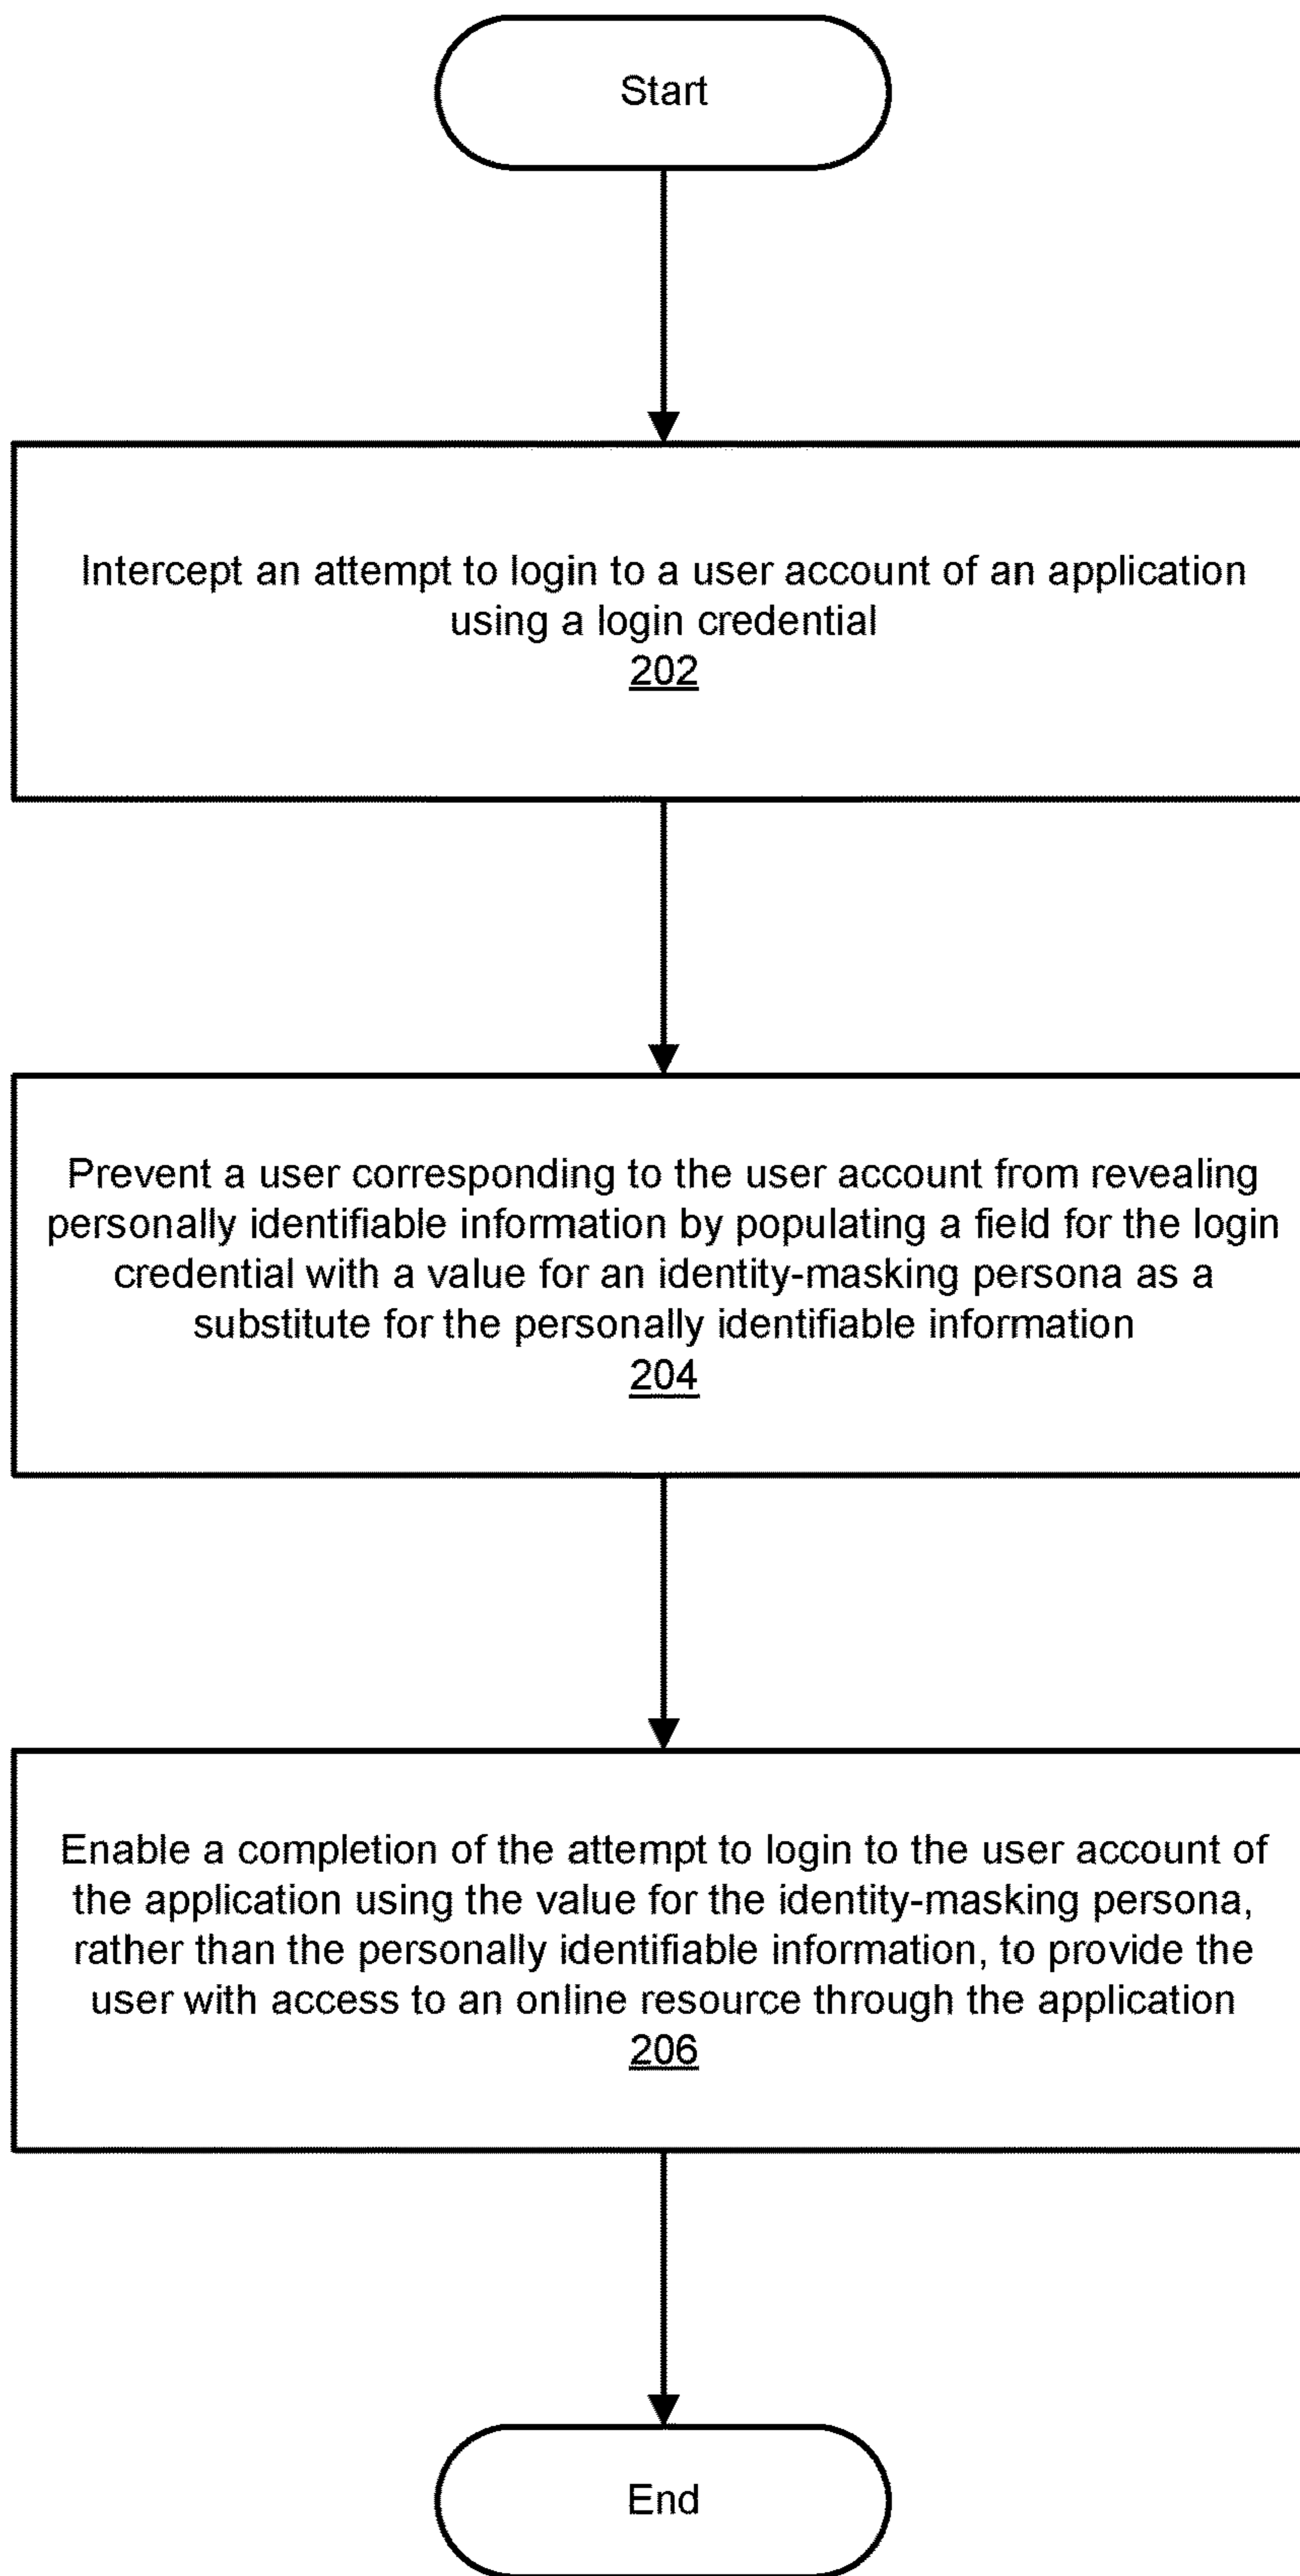 Start
Intercept an attempt to login to a user account of an application
using a login credential
202
Prevent a user corresponding to the user account from revealing
personally identifiable information by populating a field for the login
credential with a value for an identity-masking persona as a
substitute for the personally identifiable information
204
Enable a completion of the attempt to login to the user account of
the application using the value for the identity-masking persona,
rather than the personally identifiable information, to provide the
user with access to an online resource through the application
206
End